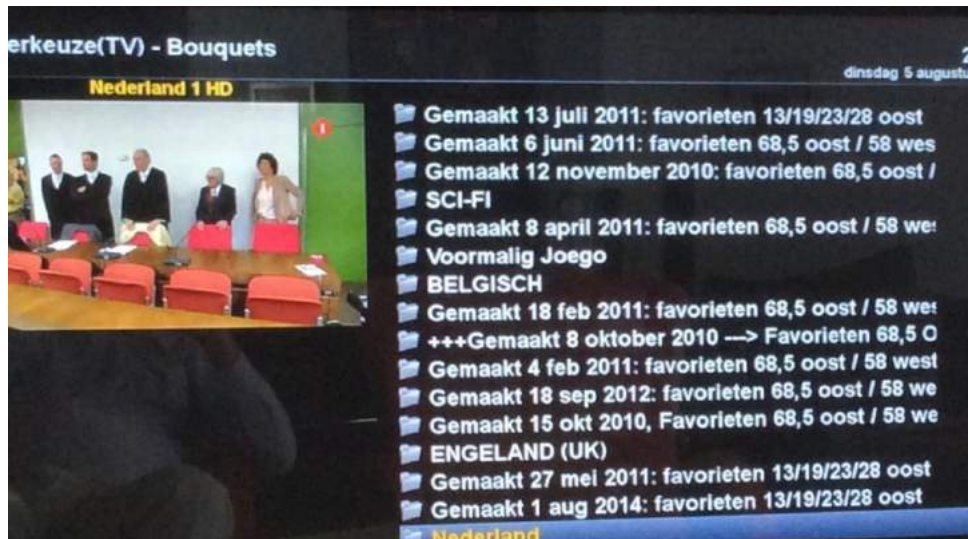 erkeuze(TV) - Bouquets
2
dinsdag 5 augustu
Nederland 1 HD
Gemaakt 13 juli 2011: favorieten 13/19/23/28 oost
Gemaakt 6 juni 2011: favorieten 68,5 oost / 58 wes
Gemaakt 12 november 2010: favorieten 68,5 oost /
SCI-FI
Gemaakt 8 april 2011: favorieten 68,5 oost / 58 wes
Voormalig Joego
BELGISCH
Gemaakt 18 feb 2011: favorieten 68,5 oost / 58 wes
+++Gemaakt 8 oktober 2010 ---> Favorieten 68,5 O
Gemaakt 4 feb 2011: favorieten 68,5 oost / 58 west
Gemaakt 18 sep 2012: favorieten 68,5 oost / 58 we
Gemaakt 15 okt 2010, Favorieten 68,5 oost / 58 we
ENGELAND (UK)
Gemaakt 27 mei 2011: favorieten 13/19/23/28 oost
Gemaakt 1 aug 2014: favorieten 13/19/23/28 oost
Nederland